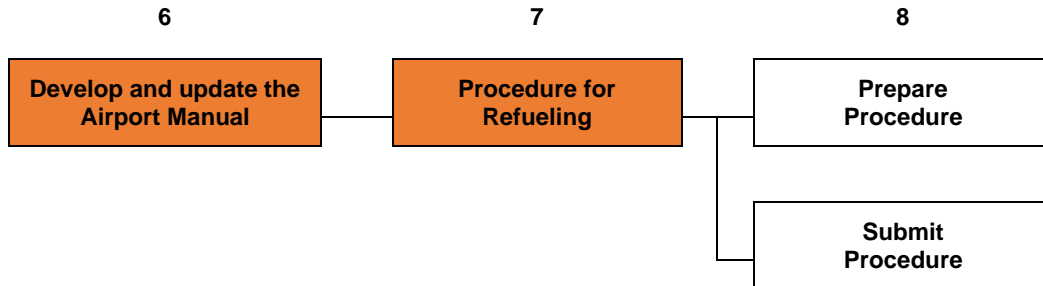 6
7
8
Develop and update the
Airport Manual
Procedure for
Refueling
Prepare
Procedure
Submit
Procedure